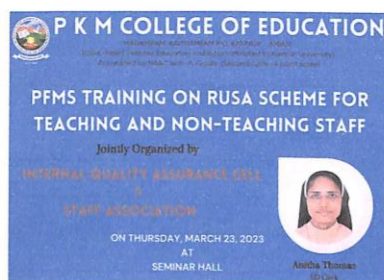 P K M COLLEGE OF EDUCATION
PFMS TRAINING ON RUSA SCHEME FOR
TEACHING AND NON-TEACHING STAFF
Jointly Organized by
INTERNAL QUALITY ASSURANCE CELL
&
STAFF ASSOCIATION
ON THURSDAY, MARCH 23, 2023
AT
SEMINAR HALL
Anitha Thomas